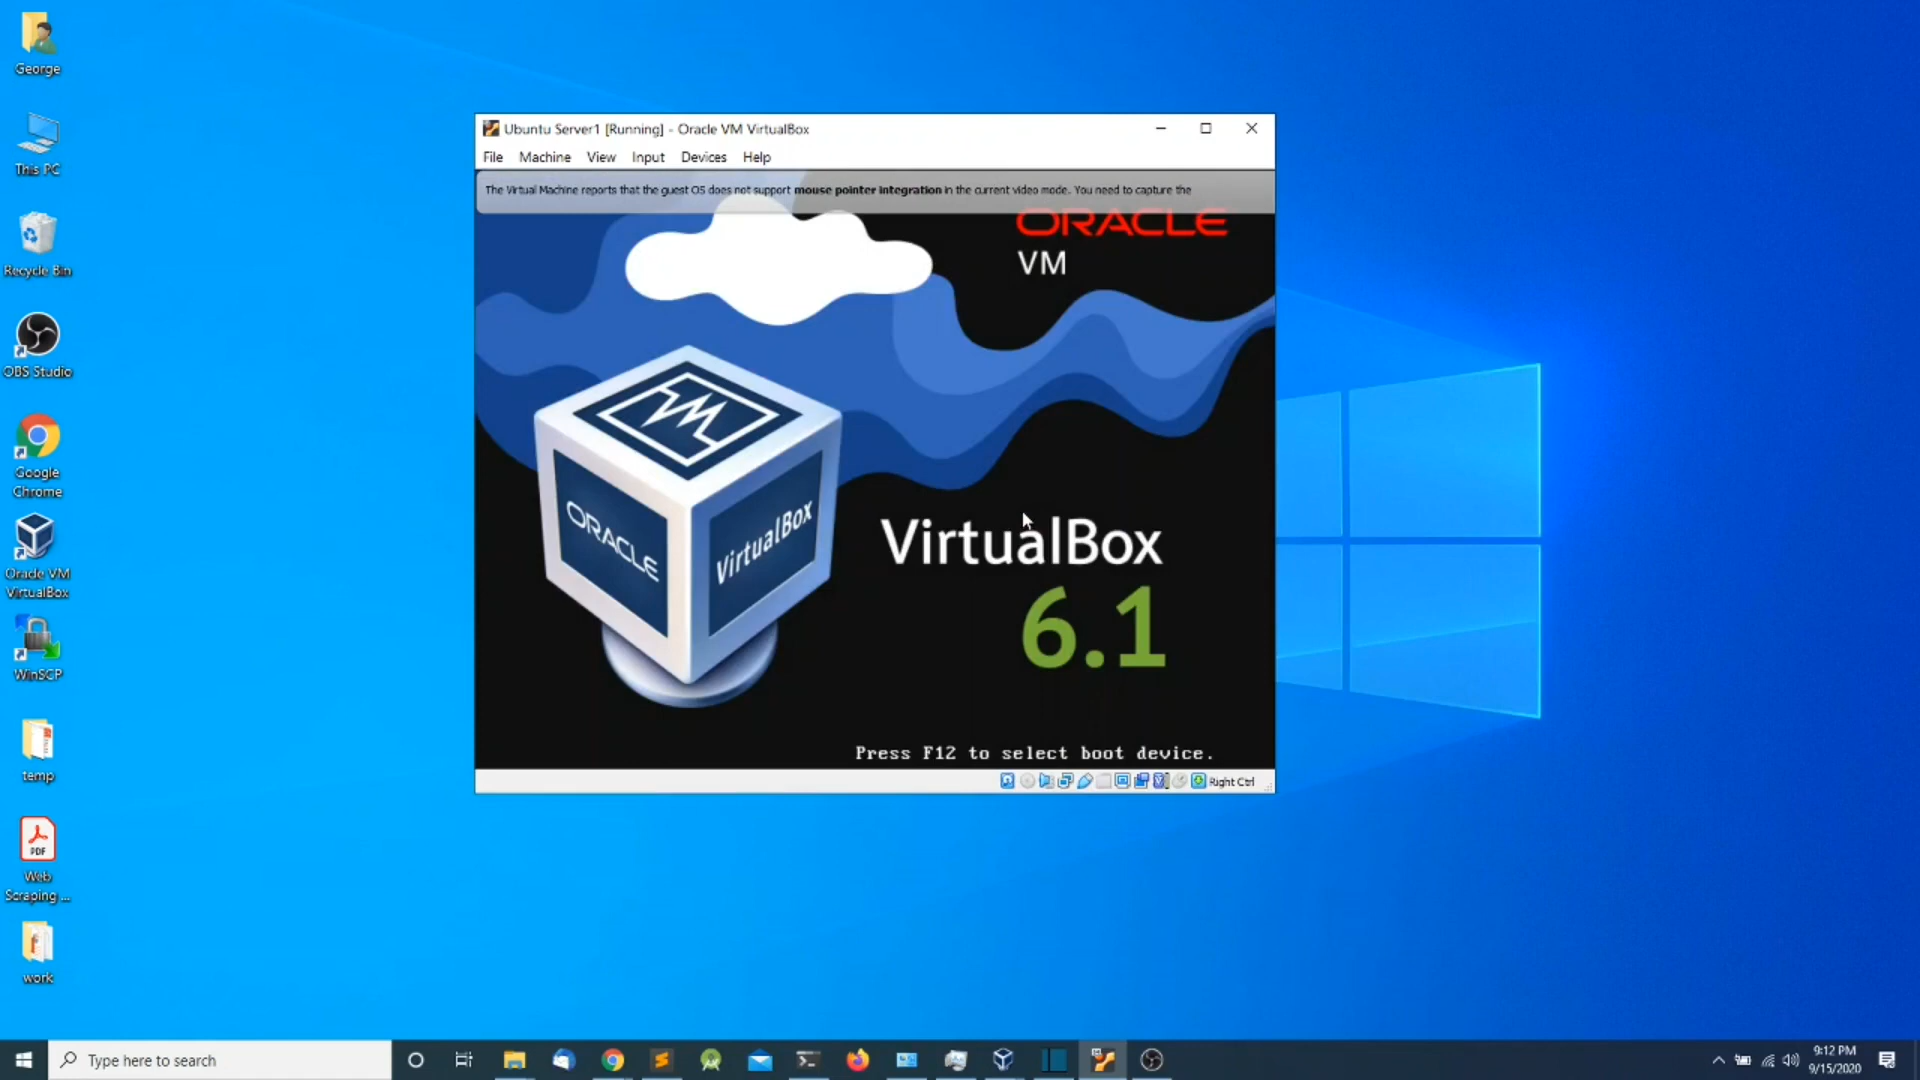 George
This PC
Recycle Bin
OBS Studio
Google
Chrome
Oracle VM
VirtualBox
WinSCP
temp
PDF
Web
Scraping ...
work
Ubuntu Server1 [Running] - Oracle VM VirtualBox
File Machine View Input Devices Help
The Virtual Machine reports that the guest OS does not support mouse pointer integration in the current video mode. You need to capture the
ORACLE
VM
ORACLE
VirtualBox
VirtualBox
6.1
Press F12 to select boot device.
Right Ctrl
Type here to search
9:12 PM
9/15/2020